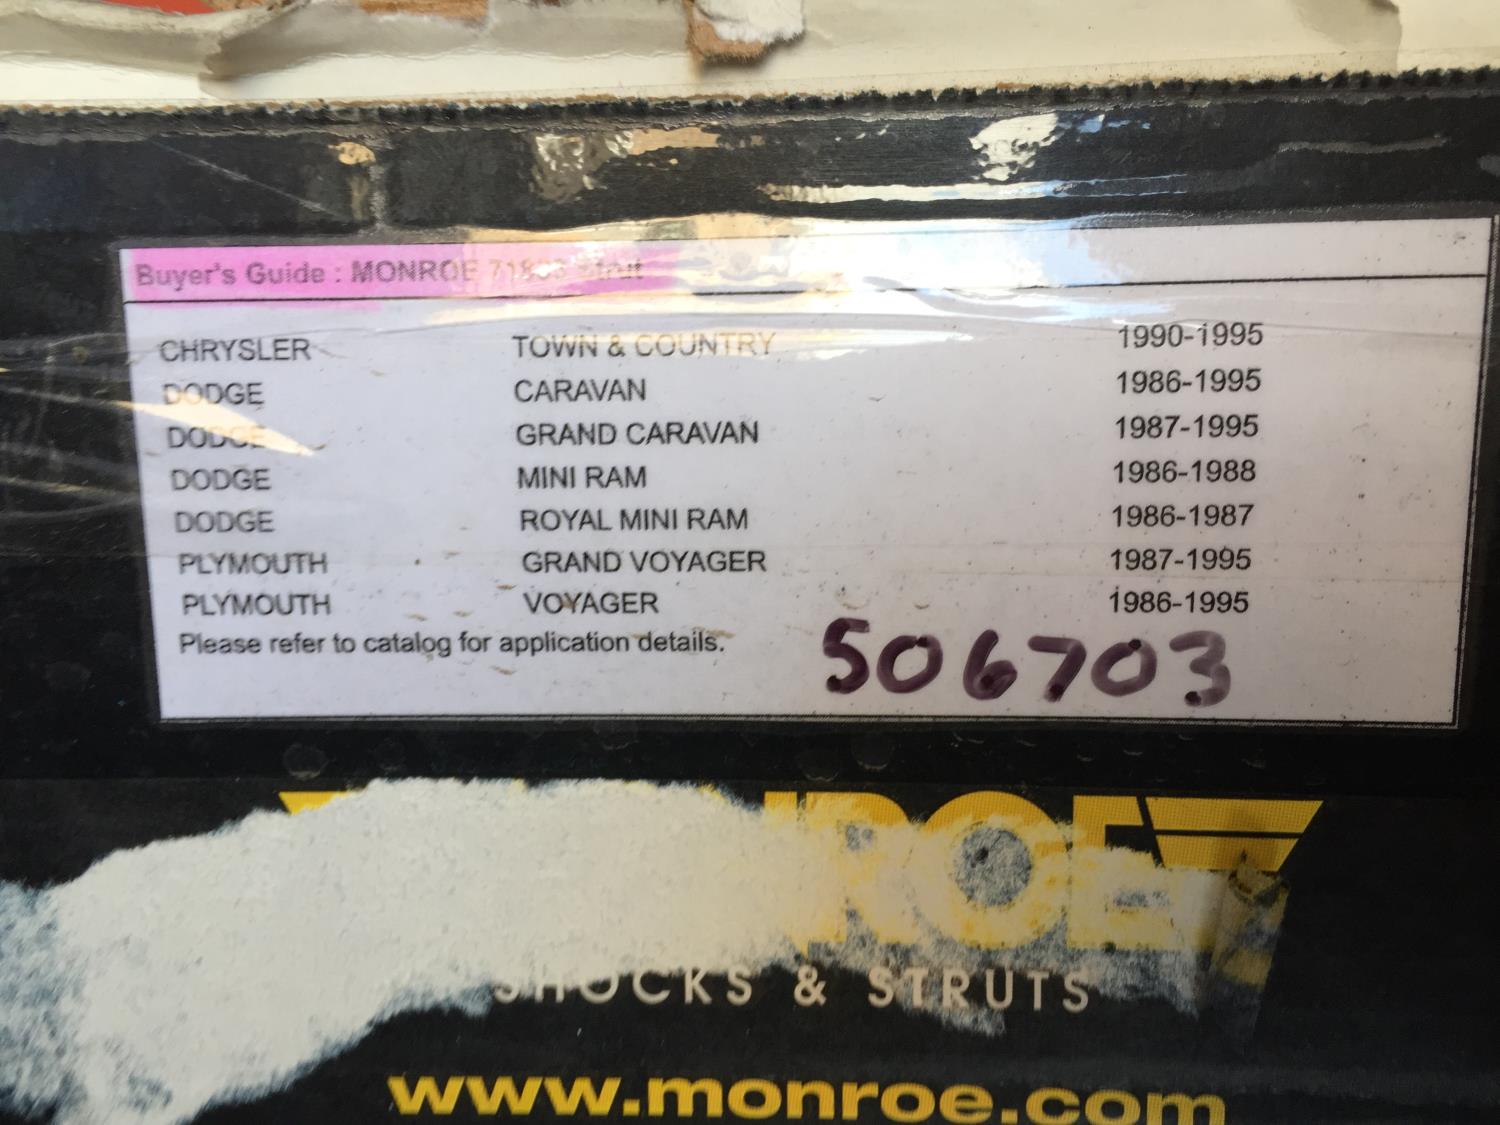 Buyer's Guide : MONROE Strut
CHRYSLER TOWN & COUNTRY 1990-1995
DODGE CARAVAN 1986-1995
DODGE GRAND CARAVAN 1987-1995
DODGE MINI RAM 1986-1988
DODGE ROYAL MINI RAM 1986-1987
PLYMOUTH GRAND VOYAGER 1987-1995
PLYMOUTH VOYAGER 1986-1995
Please refer to catalog for application details.
506703
SHOCKS & STRUTS
www.monroe.com